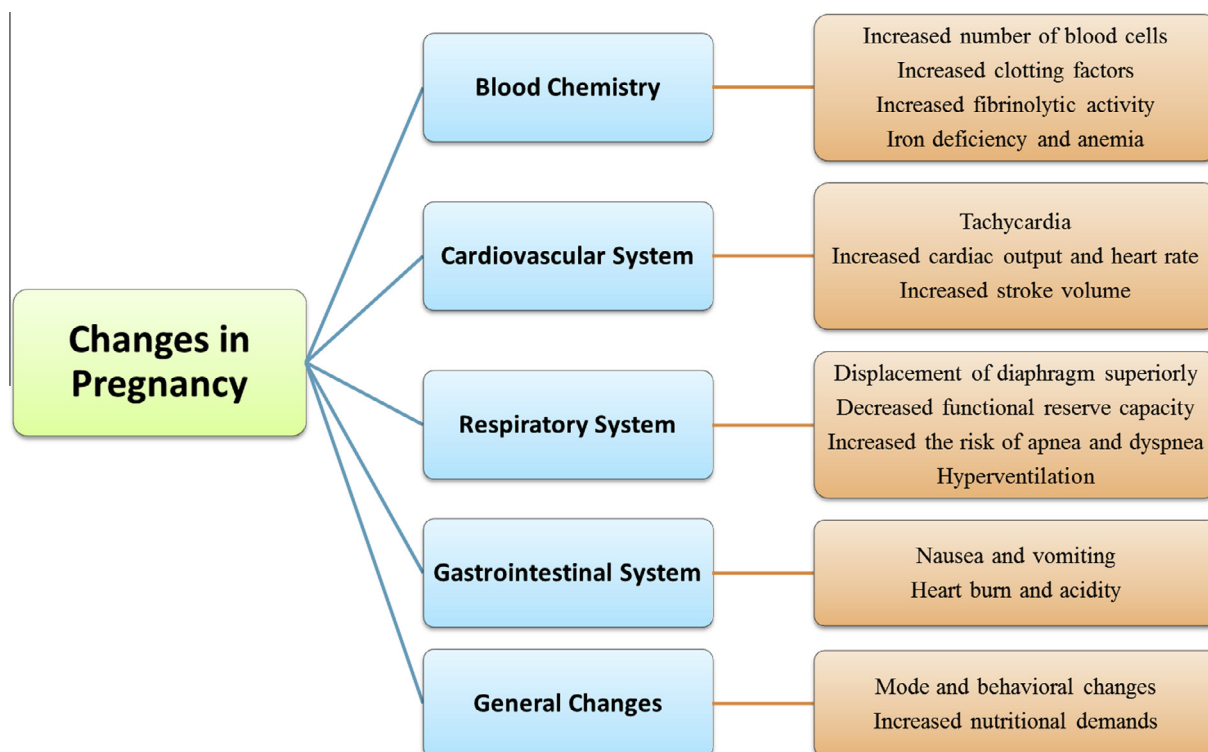 Changes in
Pregnancy
Blood Chemistry
Increased number of blood cells
Increased clotting factors
Increased fibrinolytic activity
Iron deficiency and anemia
Cardiovascular System
Tachycardia
Increased cardiac output and heart rate
Increased stroke volume
Respiratory System
Displacement of diaphragm superiorly
Decreased functional reserve capacity
Increased the risk of apnea and dyspnea
Hyperventilation
Gastrointestinal System
Nausea and vomiting
Heart burn and acidity
General Changes
Mode and behavioral changes
Increased nutritional demands